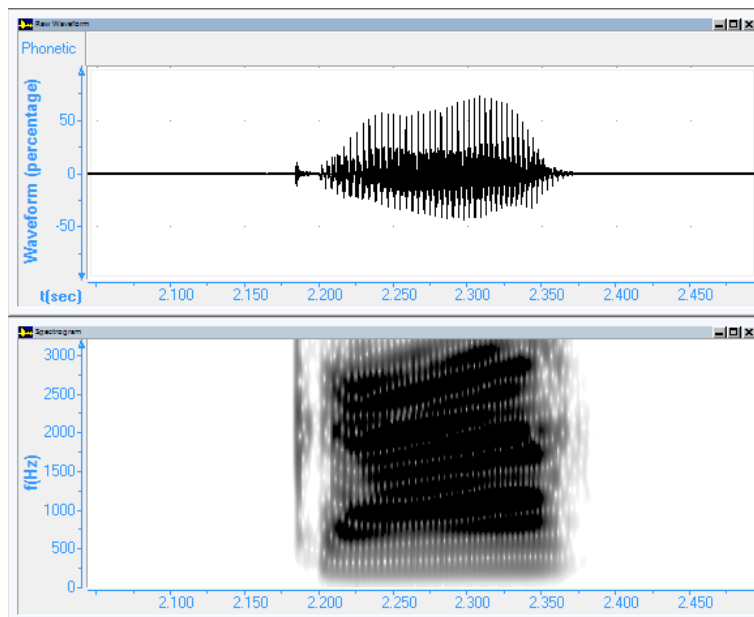 Raw Waveform
Phonetic
Waveform (percentage)
50
0
-50
t(sec)
2.100 2.150 2.200 2.250 2.300 2.350 2.400 2.450
Spectrogram
f(Hz)
3000
2500
2000
1500
1000
500
0
2.100 2.150 2.200 2.250 2.300 2.350 2.400 2.450